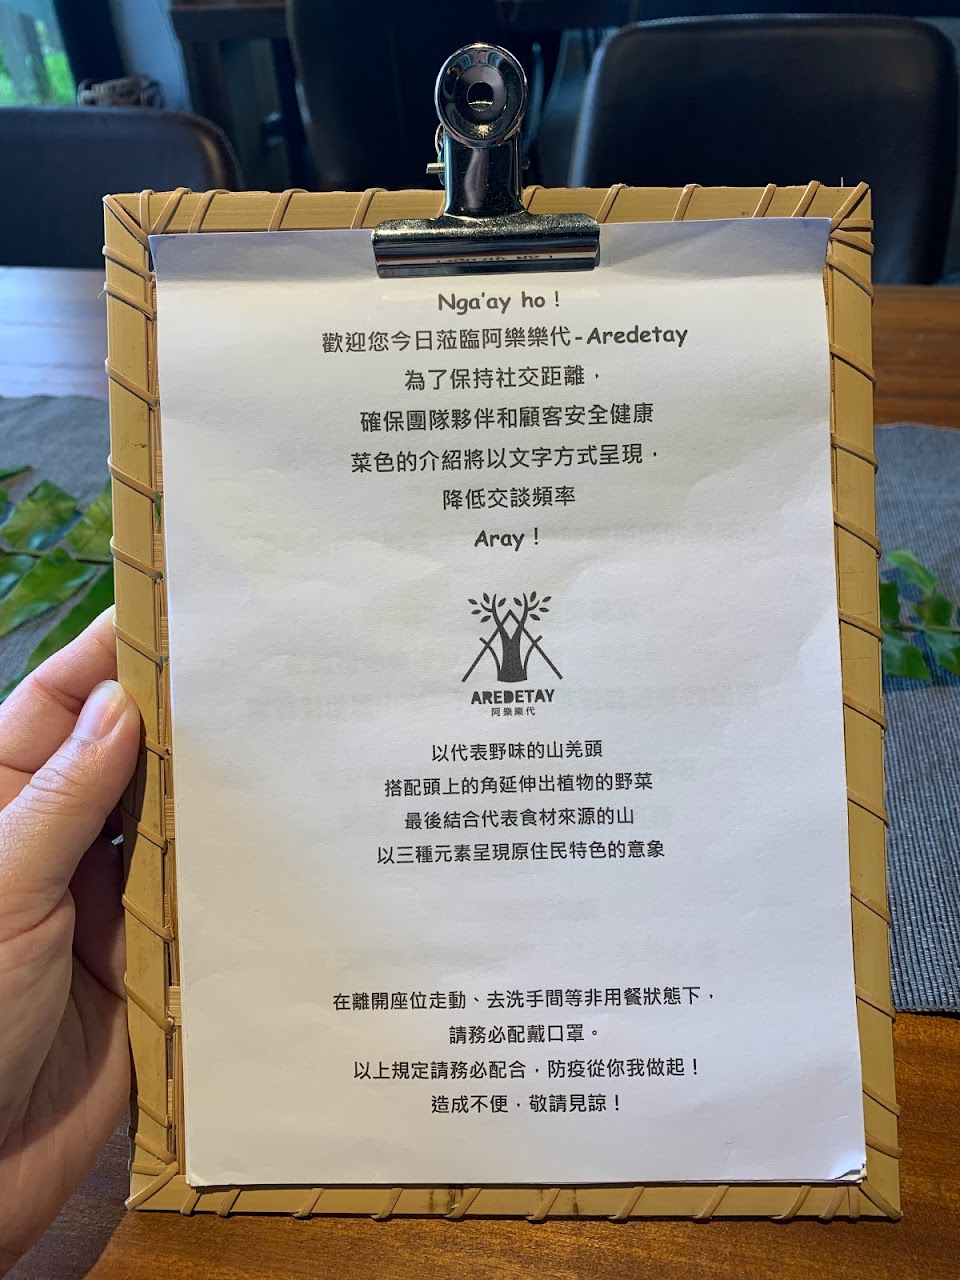 Nga'ay ho！
歡迎您今日蒞臨阿樂樂代-Aredetay
為了保持社交距離，
確保團隊夥伴和顧客安全健康
菜色的介紹將以文字方式呈現，
降低交談頻率
Aray！
AREDETAY
阿樂樂代
以代表野味的山羌頭
搭配頭上的角延伸出植物的野菜
最後結合代表食材來源的山
以三種元素呈現原住民特色的意象
在離開座位走動、去洗手間等非用餐狀態下，
請務必配戴口罩。
以上規定請務必配合，防疫從你我做起！
造成不便，敬請見諒！